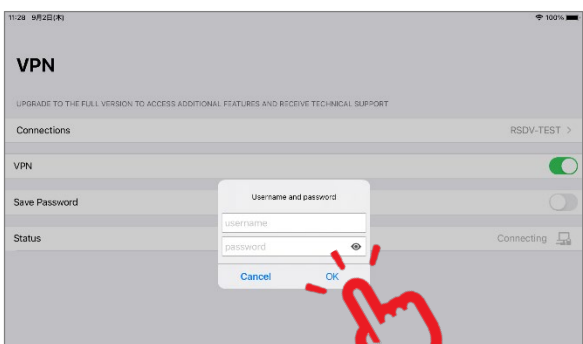 11:28 9月2日(木) 100%
VPN
UPGRADE TO THE FULL VERSION TO ACCESS ADDITIONAL FEATURES AND RECEIVE TECHNICAL SUPPORT
Connections RSDV-TEST >
VPN
Save Password
Status Connecting
Username and password
username
password
Cancel OK